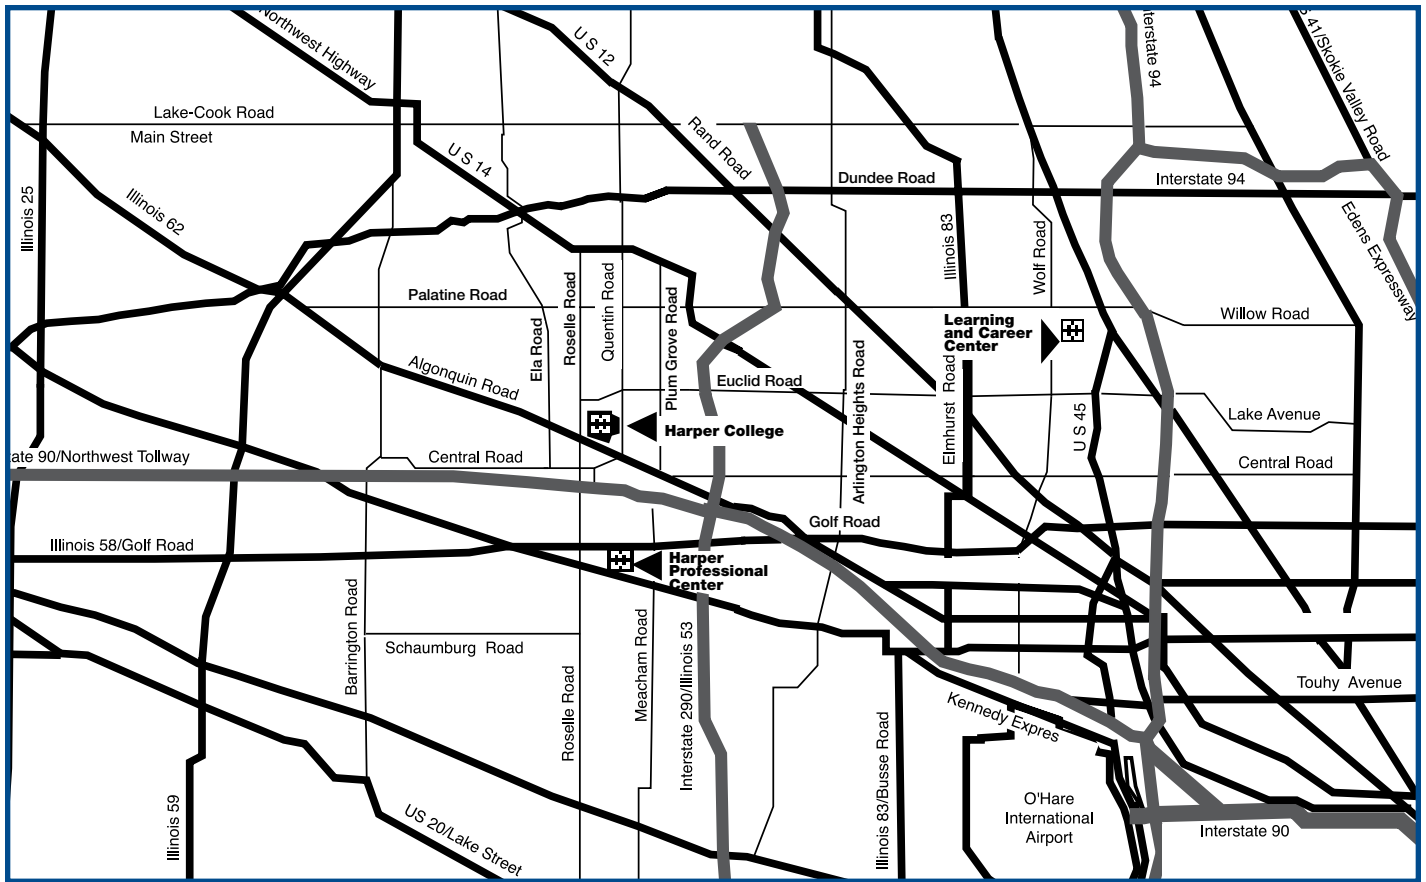 Northwest Highway
U S 12
Interstate 94
S 41/Skokie Valley Road
Lake-Cook Road
Main Street
Rand Road
U S 14
Dundee Road
Interstate 94
Illinois 25
Illinois 62
Illinois 83
Wolf Road
Edens Expressway
Palatine Road
Ela Road
Roselle Road
Quentin Road
Plum Grove Road
Willow Road
Learning
and Career
Center
Algonquin Road
Euclid Road
Arlington Heights Road
Elmhurst Road
U S 45
Lake Avenue
Harper College
ate 90/Northwest Tollway
Central Road
Central Road
Golf Road
Illinois 58/Golf Road
Harper
Professional
Center
Barrington Road
Schaumburg Road
Roselle Road
Meacham Road
Interstate 290/Illinois 53
Touhy Avenue
Kennedy Expres
Illinois 59
US 20/Lake Street
Illinois 83/Busse Road
O'Hare
International
Airport
Interstate 90